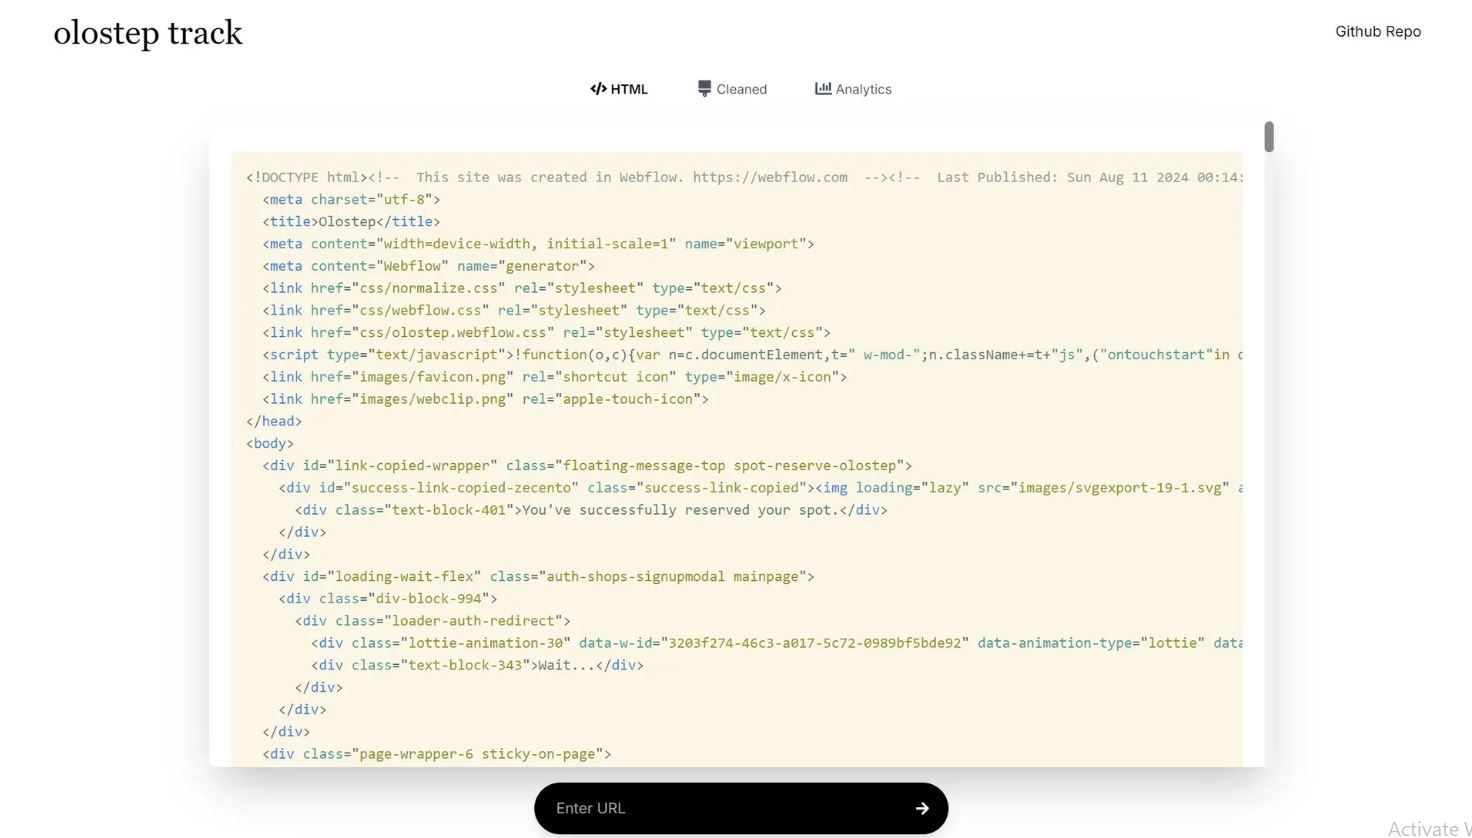 olostep track
Github Repo
</> HTML
Cleaned
Analytics
<!DOCTYPE html><!--  This site was created in Webflow. https://webflow.com  --><!--  Last Published: Sun Aug 11 2024 00:14:
<meta charset="utf-8">
<title>Olostep</title>
<meta content="width=device-width, initial-scale=1" name="viewport">
<meta content="Webflow" name="generator">
<link href="css/normalize.css" rel="stylesheet" type="text/css">
<link href="css/webflow.css" rel="stylesheet" type="text/css">
<link href="css/olostep.webflow.css" rel="stylesheet" type="text/css">
<script type="text/javascript">!function(o,c){var n=c.documentElement,t=" w-mod-";n.className+=t+"js",("ontouchstart"in
<link href="images/favicon.png" rel="shortcut icon" type="image/x-icon">
<link href="images/webclip.png" rel="apple-touch-icon">
</head>
<body>
<div id="link-copied-wrapper" class="floating-message-top spot-reserve-olostep">
<div id="success-link-copied-zecento" class="success-link-copied"><img loading="lazy" src="images/svgexport-19-1.svg"
<div class="text-block-401">You've successfully reserved your spot.</div>
</div>
</div>
<div id="loading-wait-flex" class="auth-shops-signupmodal mainpage">
<div class="div-block-994">
<div class="loader-auth-redirect">
<div class="lottie-animation-30" data-w-id="3203f274-46c3-a017-5c72-0989bf5bde92" data-animation-type="lottie" data
<div class="text-block-343">Wait...</div>
</div>
</div>
</div>
<div class="page-wrapper-6 sticky-on-page">
Enter URL
Activate